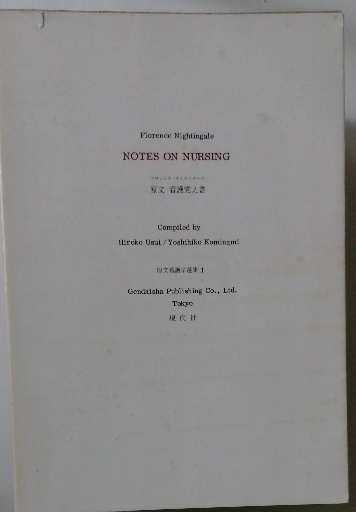 Florence Nightingale
NOTES ON NURSING
フロレンス・ナイチンゲール
原文 看護覚え書
Compiled by
Hiroko Usui / Yoshihiko Kominami
原文看護学選集 1
Gendaisha Publishing Co., Ltd.
Tokyo
現代社